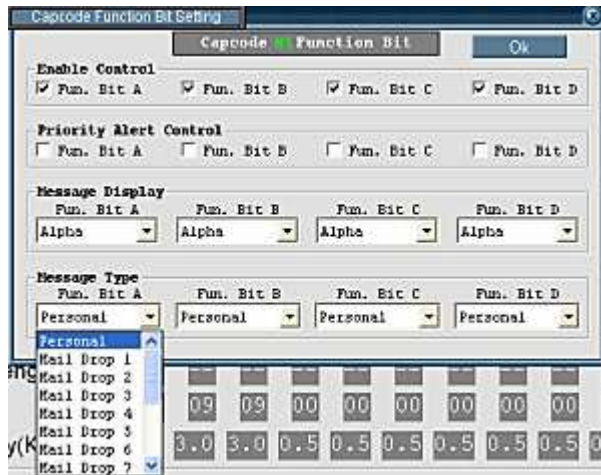 Capcode Function Bit Setting
Capcode Function Bit Ok
Enable Control
Fun. Bit A Fun. Bit B Fun. Bit C Fun. Bit D
Priority Alert Control
Fun. Bit A Fun. Bit B Fun. Bit C Fun. Bit D
Message Display
Fun. Bit A Fun. Bit B Fun. Bit C Fun. Bit D
Alpha Alpha Alpha Alpha
Message Type
Fun. Bit A Fun. Bit B Fun. Bit C Fun. Bit D
Personal Personal Personal Personal
Personal
Mail Drop 1
Mail Drop 2
Mail Drop 3
09 09 00 00 00 00 00 00
Mail Drop 4
Mail Drop 5
Mail Drop 6
3.0 3.0 0.5 0.5 0.5 0.5 0.5 0.5
Mail Drop 7